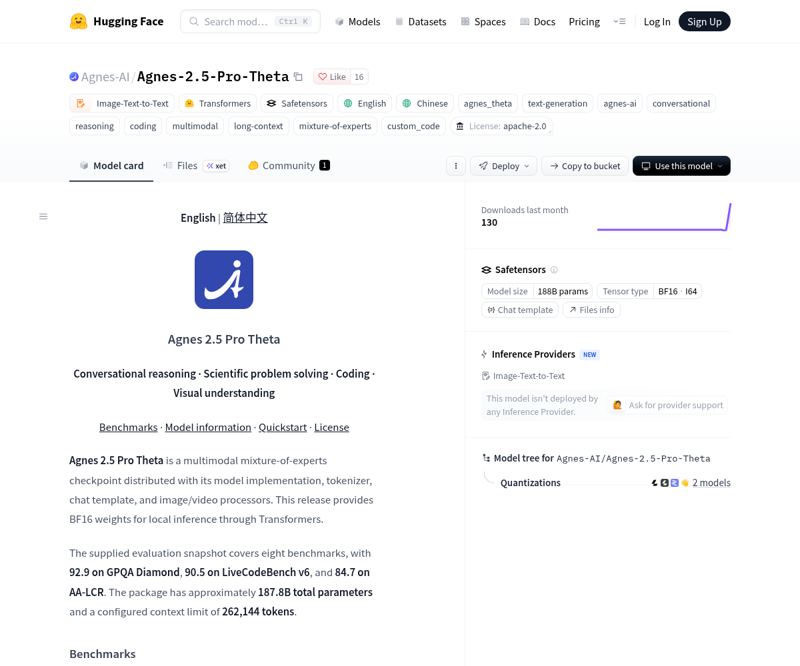 Hugging Face
Search mod… Ctrl K
Models
Datasets
Spaces
Docs
Pricing
Log In
Sign Up
Agnes-AI/Agnes-2.5-Pro-Theta
Like 16
Image-Text-to-Text Transformers Safetensors English Chinese agnes_theta text-generation agnes-ai conversational
reasoning coding multimodal long-context mixture-of-experts custom_code License: apache-2.0
Model card
Files xet
Community 1
Deploy
Copy to bucket
Use this model
English | 简体中文
Agnes 2.5 Pro Theta
Conversational reasoning · Scientific problem solving · Coding ·
Visual understanding
Benchmarks · Model information · Quickstart · License
Agnes 2.5 Pro Theta is a multimodal mixture-of-experts
checkpoint distributed with its model implementation, tokenizer,
chat template, and image/video processors. This release provides
BF16 weights for local inference through Transformers.
The supplied evaluation snapshot covers eight benchmarks, with
92.9 on GPQA Diamond, 90.5 on LiveCodeBench v6, and 84.7 on
AA-LCR. The package has approximately 187.8B total parameters
and a configured context limit of 262,144 tokens.
Benchmarks
Downloads last month
130
Safetensors
Model size 188B params
Tensor type BF16 · I64
Chat template
Files info
Inference Providers NEW
Image-Text-to-Text
This model isn't deployed by
any Inference Provider.
Ask for provider support
Model tree for Agnes-AI/Agnes-2.5-Pro-Theta
Quantizations
2 models